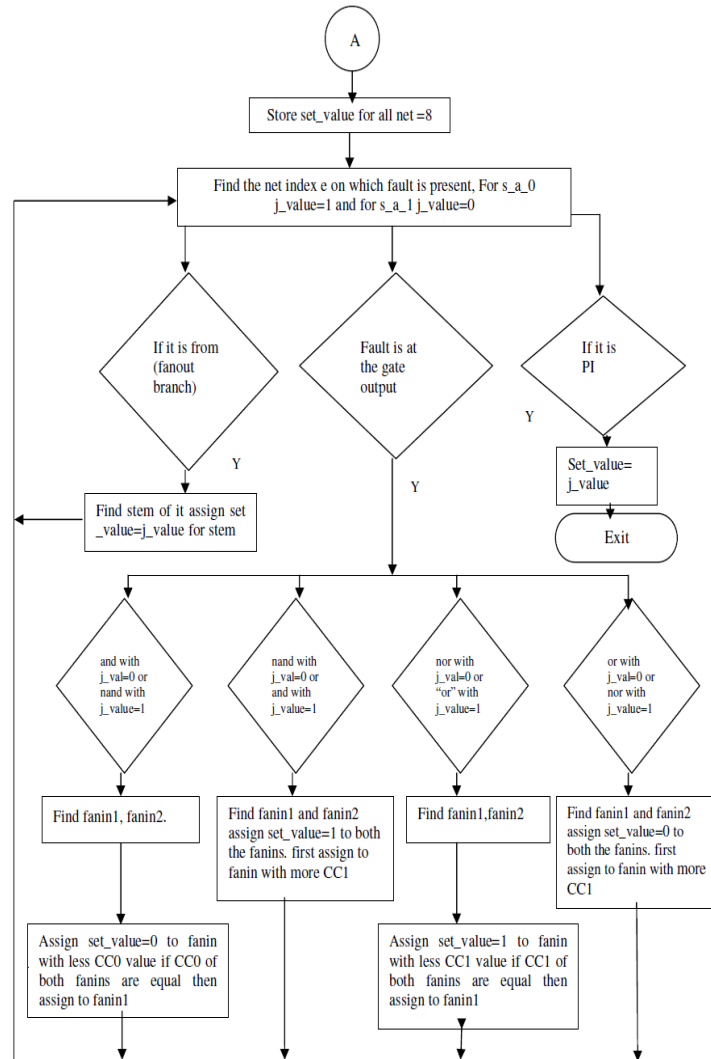 A
Store set_value for all net =8
Find the net index e on which fault is present, For s_a_0
j_value=1 and for s_a_1 j_value=0
If it is from
(fanout
branch)
Fault is at
the gate
output
If it is
PI
Y
Y
Y
Set_value=
j_value
Find stem of it assign set
_value=j_value for stem
Exit
and with
j_val=0 or
nand with
j_value=1
nand with
j_val=0 or
and with
j_value=1
nor with
j_val=0 or
“or” with
j_value=1
or with
j_val=0 or
nor with
j_value=1
Find fanin1, fanin2.
Find fanin1 and fanin2
assign set_value=1 to both
the fanins. first assign to
fanin with more CC1
Find fanin1,fanin2
Find fanin1 and fanin2
assign set_value=0 to
both the fanins. first
assign to fanin with more
CC1
Assign set_value=0 to fanin
with less CC0 value if CC0 of
both fanins are equal then
assign to fanin1
Assign set_value=1 to fanin
with less CC1 value if CC1 of
both fanins are equal then
assign to fanin1